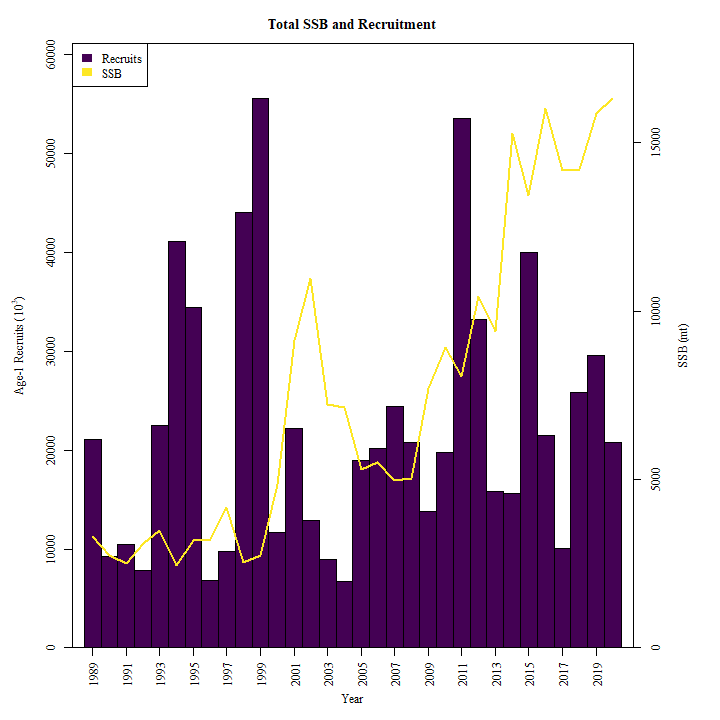 Total SSB and Recruitment
Recruits
SSB
60000
50000
40000
30000
20000
10000
0
Age-1 Recruits (10³)
15000
10000
5000
0
SSB (mt)
1989 1991 1993 1995 1997 1999 2001 2003 2005 2007 2009 2011 2013 2015 2017 2019
Year